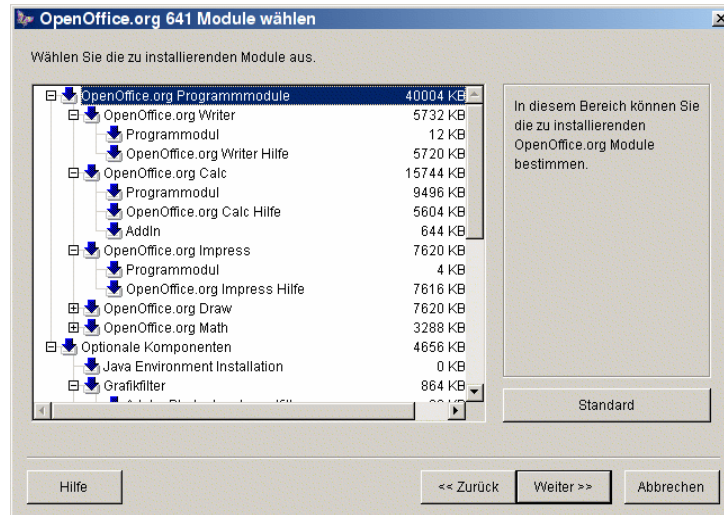 OpenOffice.org 641 Module wählen
Wählen Sie die zu installierenden Module aus.
OpenOffice.org Programmmodule 40004 KB
OpenOffice.org Writer 5732 KB
Programmodul 12 KB
OpenOffice.org Writer Hilfe 5720 KB
OpenOffice.org Calc 15744 KB
Programmodul 9496 KB
OpenOffice.org Calc Hilfe 5604 KB
AddIn 644 KB
OpenOffice.org Impress 7620 KB
Programmodul 4 KB
OpenOffice.org Impress Hilfe 7616 KB
OpenOffice.org Draw 7620 KB
OpenOffice.org Math 3288 KB
Optionale Komponenten 4656 KB
Java Environment Installation 0 KB
Grafikfilter 864 KB
In diesem Bereich können Sie
die zu installierenden
OpenOffice.org Module
bestimmen.
Standard
Hilfe
<< Zurück
Weiter >>
Abbrechen